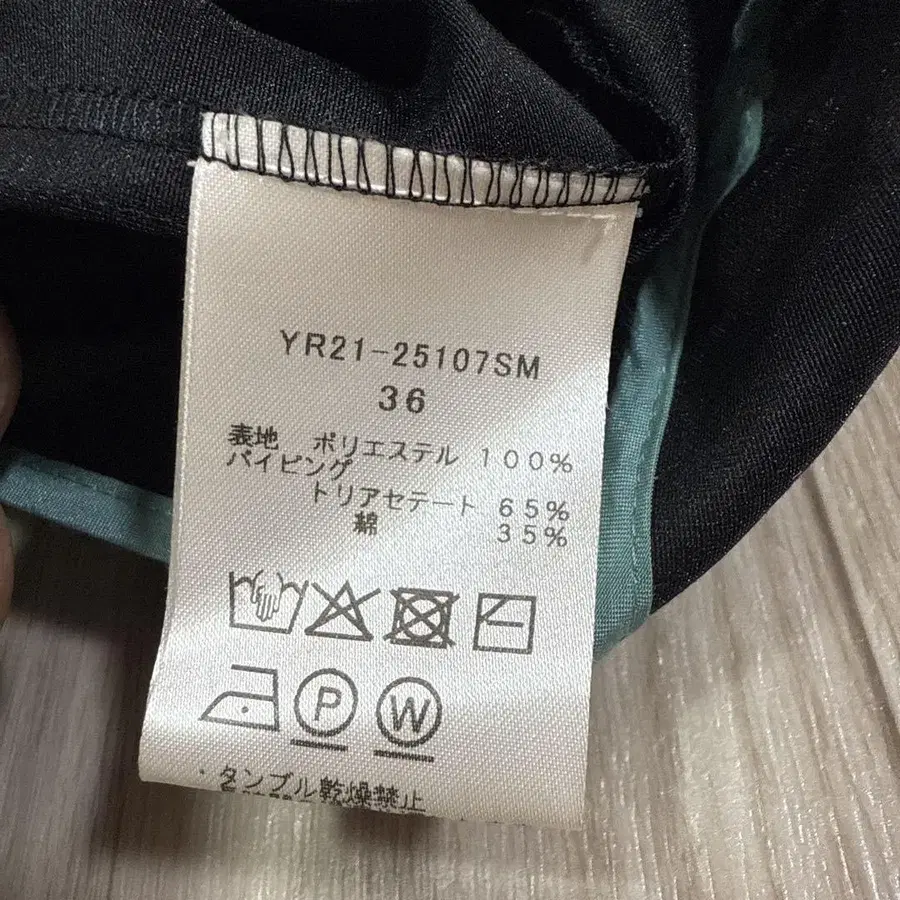 YR21-25107SM
36
表地 ポリエステル 100%
パイピング
トリアセテート 65%
綿 35%
P W
・タンブル乾燥禁止